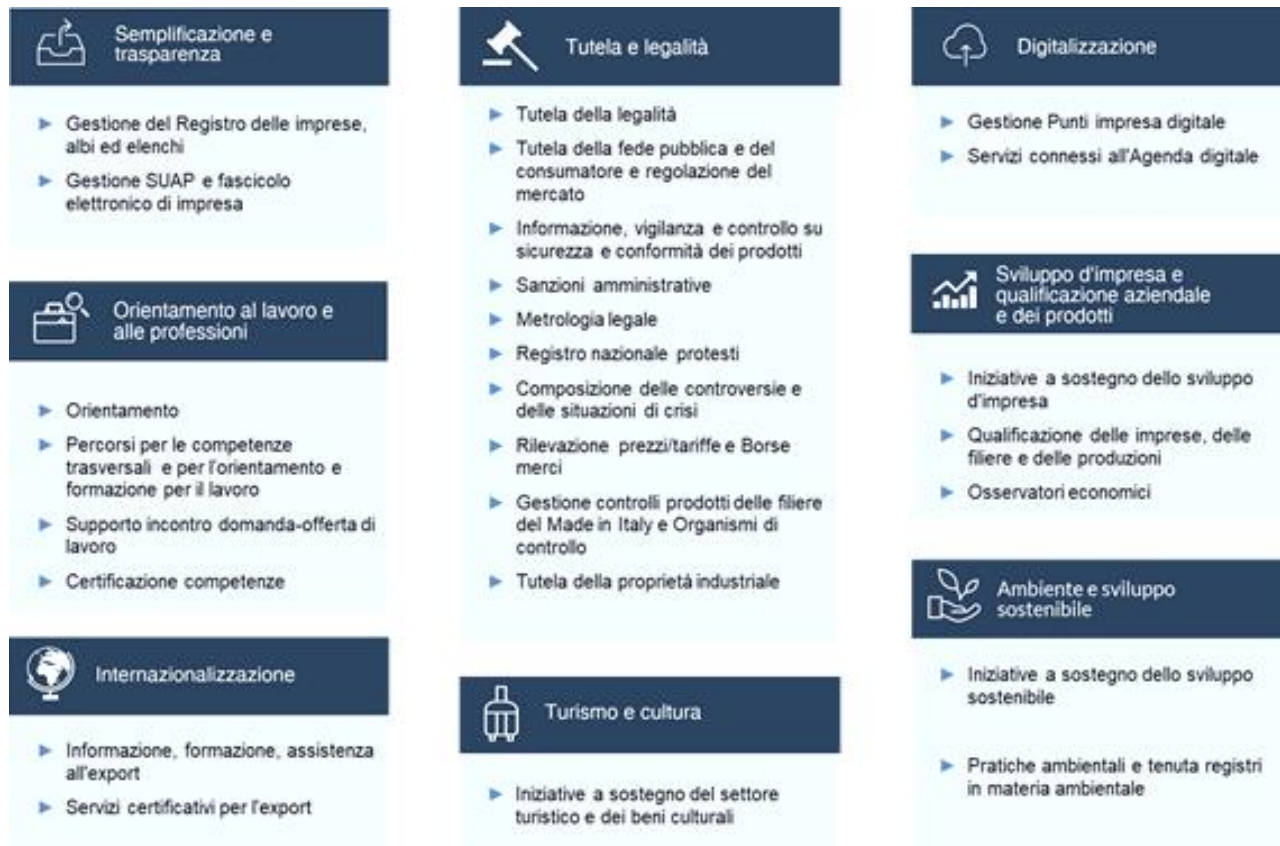 Semplificazione e
trasparenza
Gestione del Registro delle imprese,
albi ed elenchi
Gestione SUAP e fascicolo
elettronico di impresa
Orientamento al lavoro e
alle professioni
Orientamento
Percorsi per le competenze
trasversali e per l'orientamento e
formazione per il lavoro
Supporto incontro domanda-offerta di
lavoro
Certificazione competenze
Internazionalizzazione
Informazione, formazione, assistenza
all'export
Servizi certificativi per l'export
Tutela e legalità
Tutela della legalità
Tutela della fede pubblica e del
consumatore e regolazione del
mercato
Informazione, vigilanza e controllo su
sicurezza e conformità dei prodotti
Sanzioni amministrative
Metrologia legale
Registro nazionale protesti
Composizione delle controversie e
delle situazioni di crisi
Rilevazione prezzi/tariffe e Borse
merci
Gestione controlli prodotti delle filiere
del Made in Italy e Organismi di
controllo
Tutela della proprietà industriale
Turismo e cultura
Iniziative a sostegno del settore
turistico e dei beni culturali
Digitalizzazione
Gestione Punti impresa digitale
Servizi connessi all'Agenda digitale
Sviluppo d'impresa e
qualificazione aziendale
e dei prodotti
Iniziative a sostegno dello sviluppo
d'impresa
Qualificazione delle imprese, delle
filiere e delle produzioni
Osservatori economici
Ambiente e sviluppo
sostenibile
Iniziative a sostegno dello sviluppo
sostenibile
Pratiche ambientali e tenuta registri
in materia ambientale